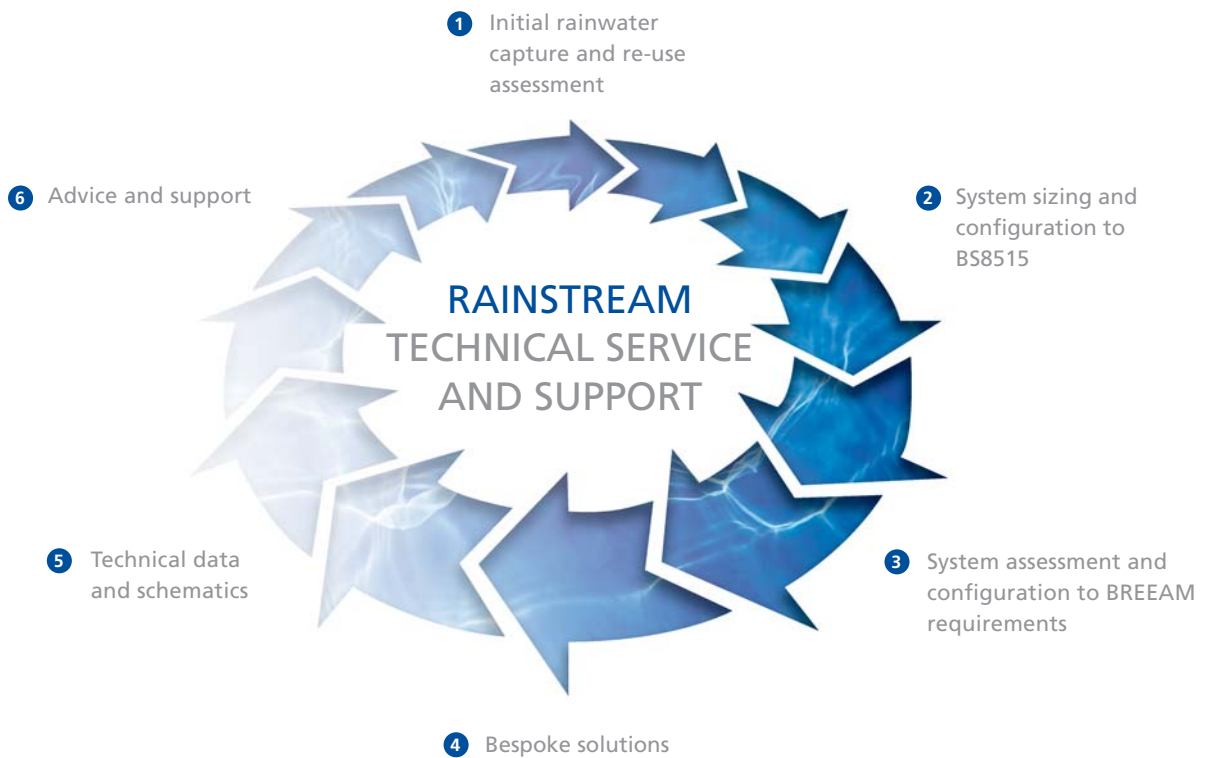 1 Initial rainwater
capture and re-use
assessment
2 System sizing and
configuration to
BS8515
3 System assessment and
configuration to BREEAM
requirements
4 Bespoke solutions
5 Technical data
and schematics
6 Advice and support
RAINSTREAM
TECHNICAL SERVICE
AND SUPPORT